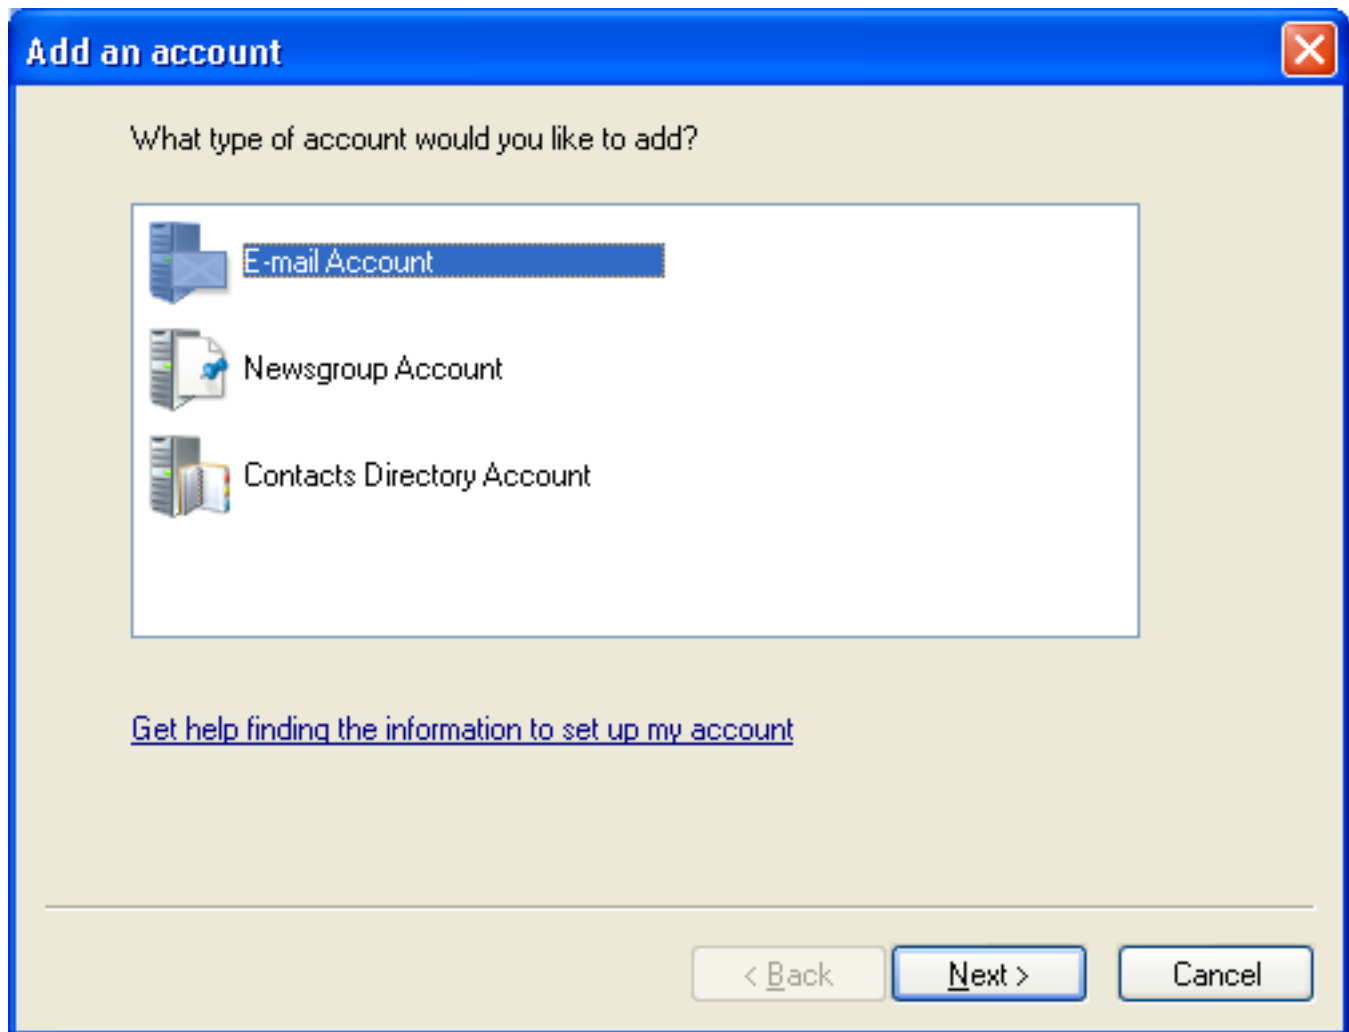 Add an account
What type of account would you like to add?
E-mail Account
Newsgroup Account
Contacts Directory Account
Get help finding the information to set up my account
< Back Next > Cancel